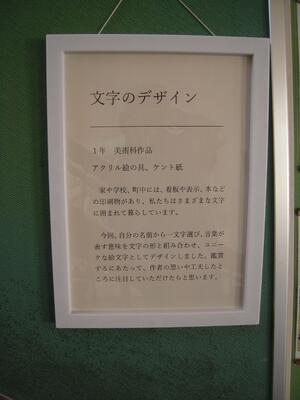 文字のデザイン
1年 美術科作品
アクリル絵の具、ケント紙
家や学校、町中には、看板や表示、本など
の印刷物があり、私たちはさまざまな文字
に囲まれて暮らしています。
今回、自分の名前から一文字選び、言葉が
表す意味を文字の形と組み合わせ、ユニー
クな絵文字としてデザインしました。鑑賞
するにあたって、作者の思いや工夫したと
ころに注目していただけたらと思います。